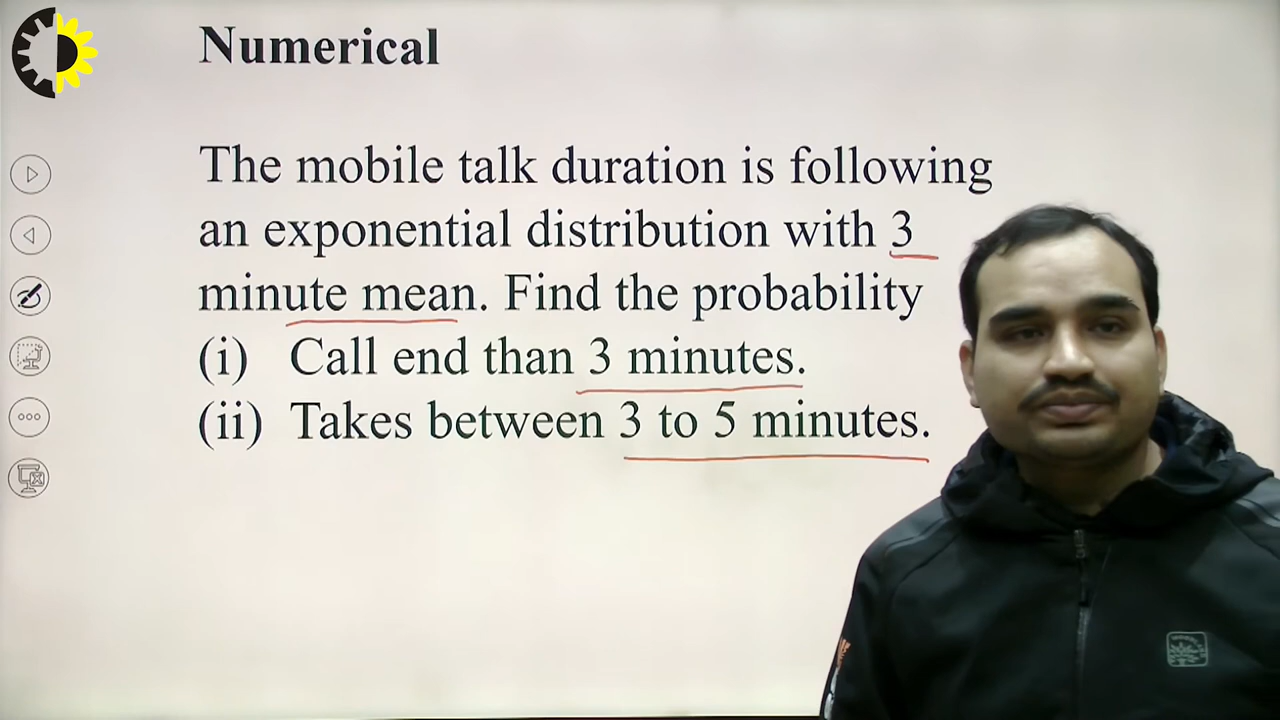 Numerical
The mobile talk duration is following
an exponential distribution with 3
minute mean. Find the probability
(i) Call end than 3 minutes.
(ii) Takes between 3 to 5 minutes.